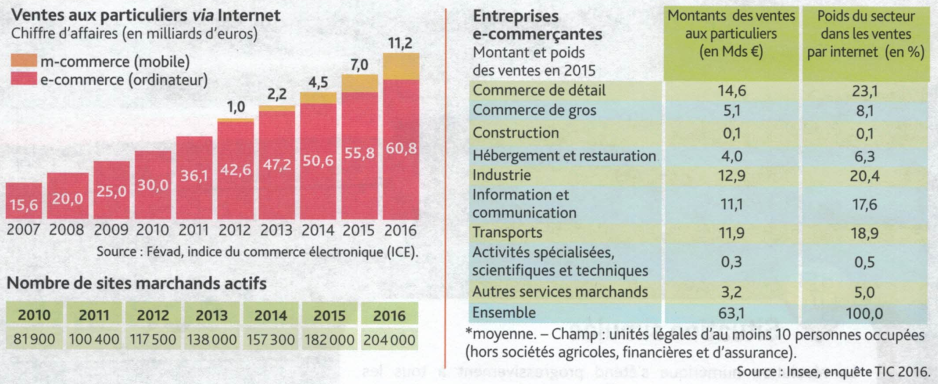 Ventes aux particuliers via Internet
Chiffre d'affaires (en milliards d'euros)
m-commerce (mobile)
e-commerce (ordinateur)
1,0 2,2 4,5 7,0 11,2
15,6 20,0 25,0 30,0 36,1 42,6 47,2 50,6 55,8 60,8
2007 2008 2009 2010 2011 2012 2013 2014 2015 2016
Source : Févad, indice du commerce électronique (ICE).
Nombre de sites marchands actifs
2010 2011 2012 2013 2014 2015 2016
81 900 100 400 117 500 138 000 157 300 182 000 204 000
Entreprises
e-commerçantes
Montant et poids
des ventes en 2015
Montants des ventes
aux particuliers
(en Mds €)
Poids du secteur
dans les ventes
par internet (en %)
Commerce de détail 14,6 23,1
Commerce de gros 5,1 8,1
Construction 0,1 0,1
Hébergement et restauration 4,0 6,3
Industrie 12,9 20,4
Information et
communication 11,1 17,6
Transports 11,9 18,9
Activités spécialisées,
scientifiques et techniques 0,3 0,5
Autres services marchands 3,2 5,0
Ensemble 63,1 100,0
*moyenne. – Champ : unités légales d'au moins 10 personnes occupées
(hors sociétés agricoles, financières et d'assurance).
Source : Insee, enquête TIC 2016.